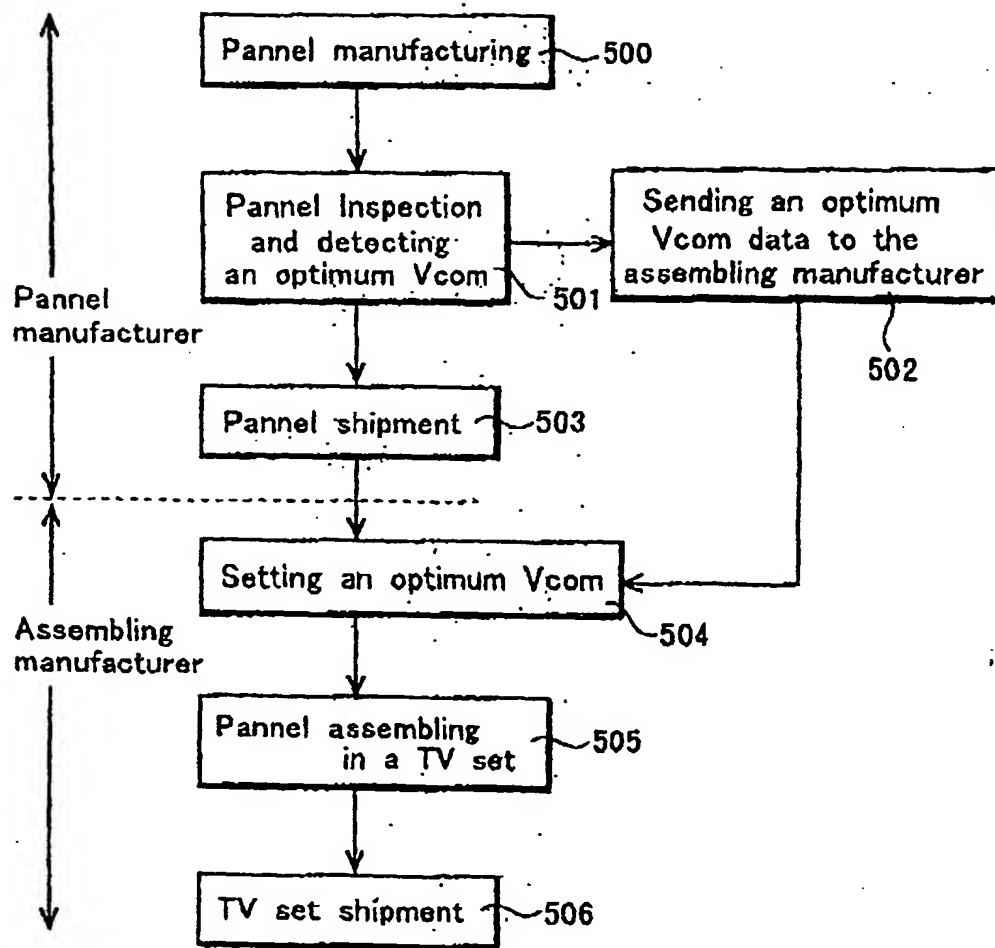 Pannel manufacturing
500
Pannel Inspection
and detecting
an optimum Vcom
501
Sending an optimum
Vcom data to the
assembling manufacturer
502
Pannel
manufacturer
Pannel shipment
503
Setting an optimum Vcom
504
Assembling
manufacturer
Pannel assembling
in a TV set
505
TV set shipment
506